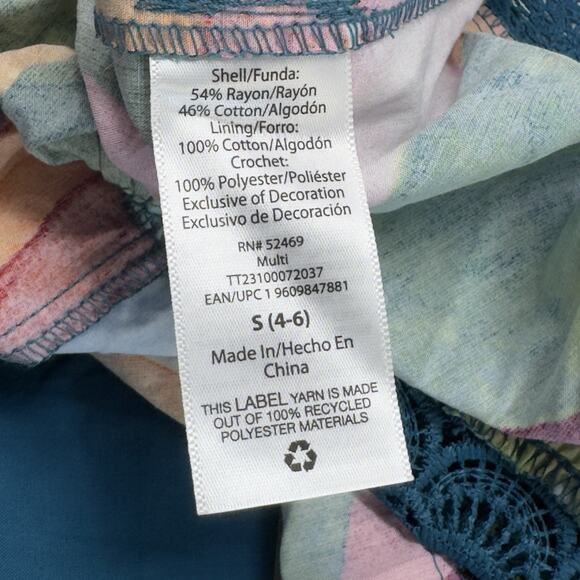 Shell/Funda:
54% Rayon/Rayón
46% Cotton/Algodón
Lining/Forro:
100% Cotton/Algodón
Crochet:
100% Polyester/Poliéster
Exclusive of Decoration
Exclusivo de Decoración
RN# 52469
Multi
TT23100072037
EAN/UPC 1 9609847881
S (4-6)
Made In/Hecho En
China
THIS LABEL YARN IS MADE
OUT OF 100% RECYCLED
POLYESTER MATERIALS